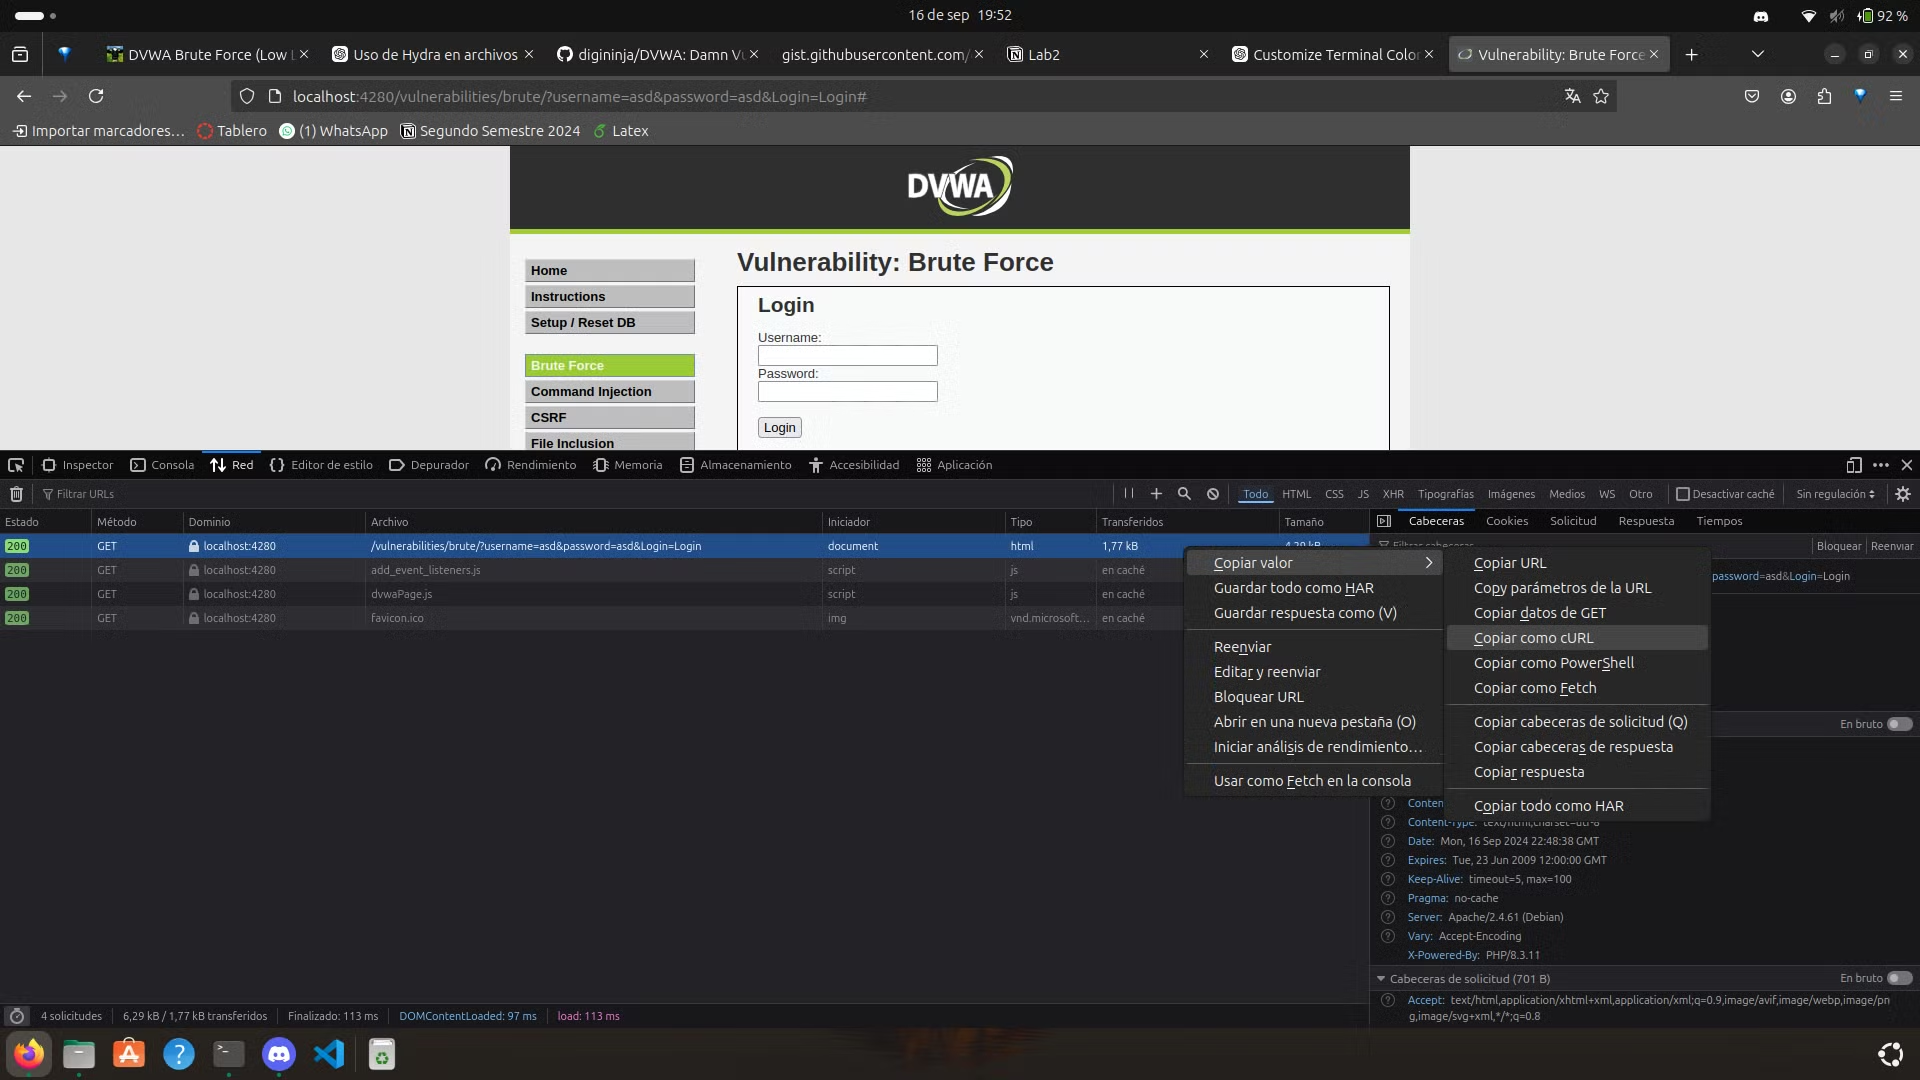 16 de sep 19:52
92 %
DVWA Brute Force (Low
Uso de Hydra en archivos
digininja/DVWA: Damn Vu
gist.githubusercontent.com/
Lab2
Customize Terminal Color
Vulnerability: Brute Force
localhost:4280/vulnerabilities/brute/?username=asd&password=asd&Login=Login#
Importar marcadores…
Tablero
(1) WhatsApp
Segundo Semestre 2024
Latex
DVWA
Vulnerability: Brute Force
Home
Instructions
Setup / Reset DB
Brute Force
Command Injection
CSRF
File Inclusion
Login
Username:
Password:
Login
Inspector
Consola
Red
Editor de estilo
Depurador
Rendimiento
Memoria
Almacenamiento
Accesibilidad
Aplicación
Filtrar URLs
Todo HTML CSS JS XHR Tipografías Imágenes Medios WS Otro
Desactivar caché
Sin regulación
Estado Método Dominio Archivo Iniciador Tipo Transferidos Tamaño
200 GET localhost:4280 /vulnerabilities/brute/?username=asd&password=asd&Login=Login document html 1,77 kB
200 GET localhost:4280 add_event_listeners.js script js en caché
200 GET localhost:4280 dvwaPage.js script js en caché
200 GET localhost:4280 favicon.ico img vnd.microsoft... en caché
Copiar valor
Guardar todo como HAR
Guardar respuesta como (V)
Reenviar
Editar y reenviar
Bloquear URL
Abrir en una nueva pestaña (O)
Iniciar análisis de rendimiento…
Usar como Fetch en la consola
Copiar URL
Copy parámetros de la URL
Copiar datos de GET
Copiar como cURL
Copiar como PowerShell
Copiar como Fetch
Copiar cabeceras de solicitud (Q)
Copiar cabeceras de respuesta
Copiar respuesta
Copiar todo como HAR
Cabeceras Cookies Solicitud Respuesta Tiempos
Bloquear Reenviar
password=asd&Login=Login
En bruto
Content-Type: text/html;charset=utf-8
Date: Mon, 16 Sep 2024 22:48:38 GMT
Expires: Tue, 23 Jun 2009 12:00:00 GMT
Keep-Alive: timeout=5, max=100
Pragma: no-cache
Server: Apache/2.4.61 (Debian)
Vary: Accept-Encoding
X-Powered-By: PHP/8.3.11
Cabeceras de solicitud (701 B)
En bruto
Accept: text/html,application/xhtml+xml,application/xml;q=0.9,image/avif,image/webp,image/pn
g,image/svg+xml,*/*;q=0.8
4 solicitudes
6,29 kB / 1,77 kB transferidos
Finalizado: 113 ms
DOMContentLoaded: 97 ms
load: 113 ms